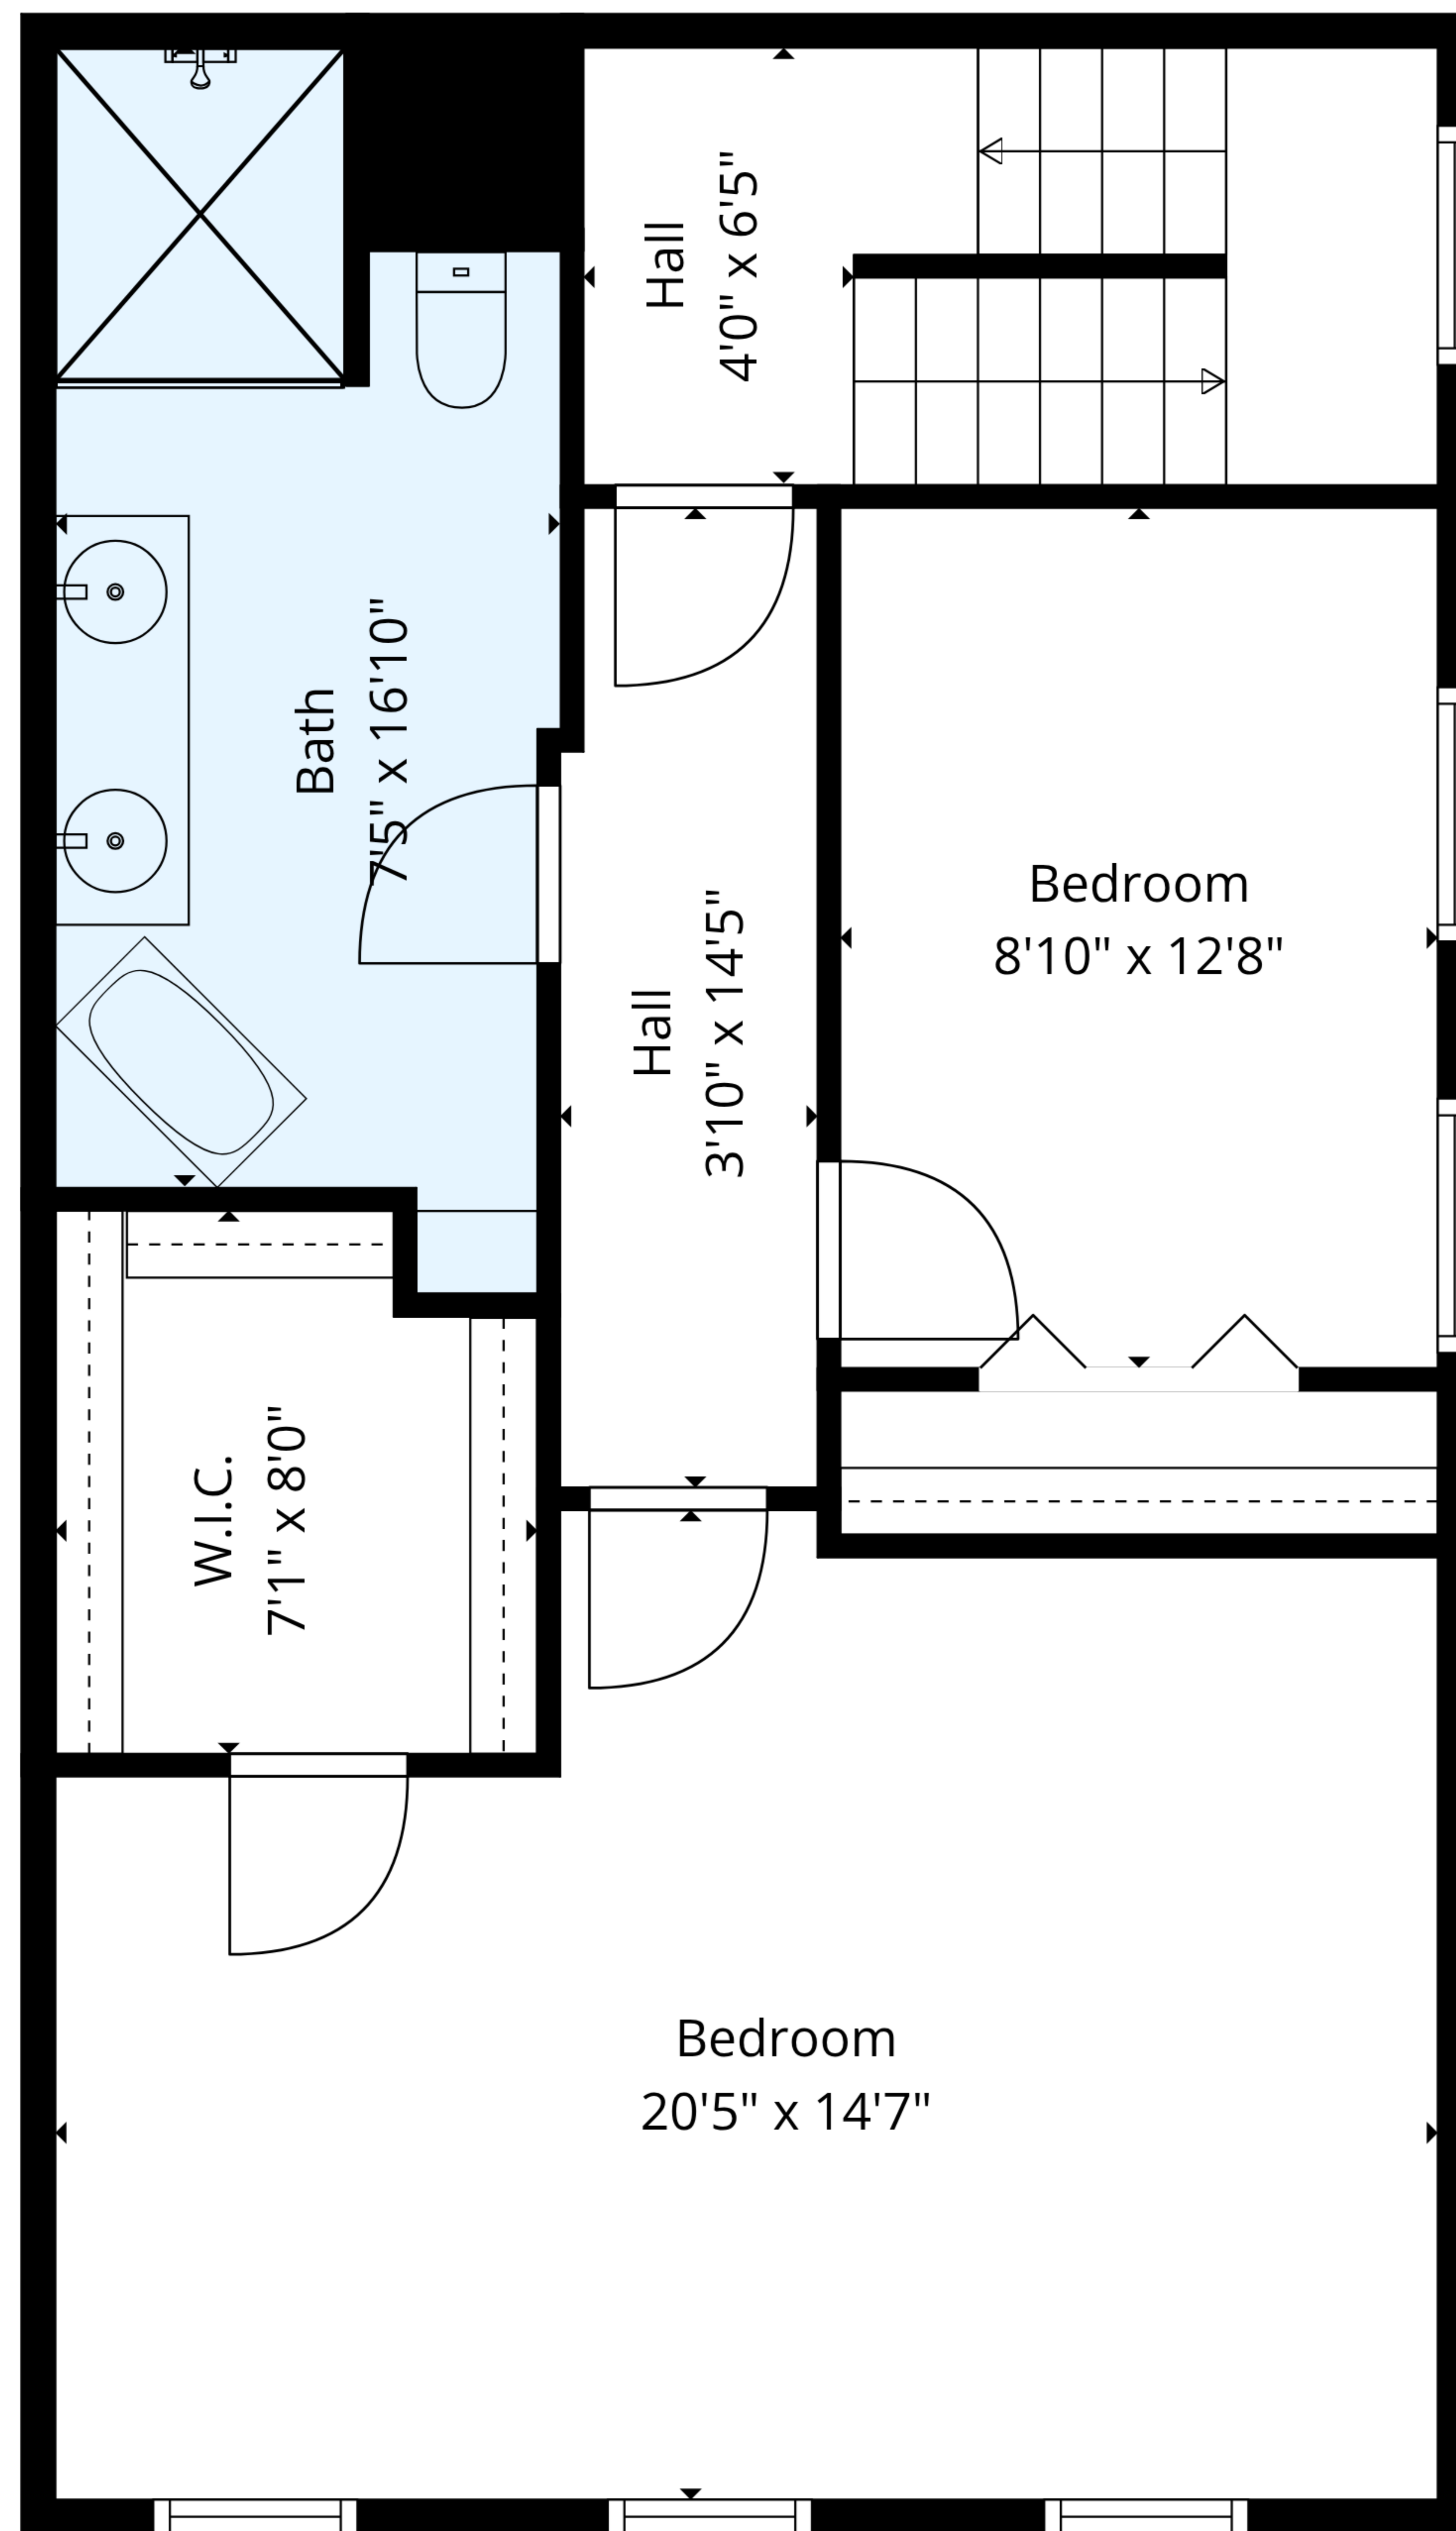 Hall
4'0" x 6'5"
Bath
7'5" x 16'10"
Bedroom
8'10" x 12'8"
Hall
3'10" x 14'5"
W.I.C.
7'1" x 8'0"
Bedroom
20'5" x 14'7"